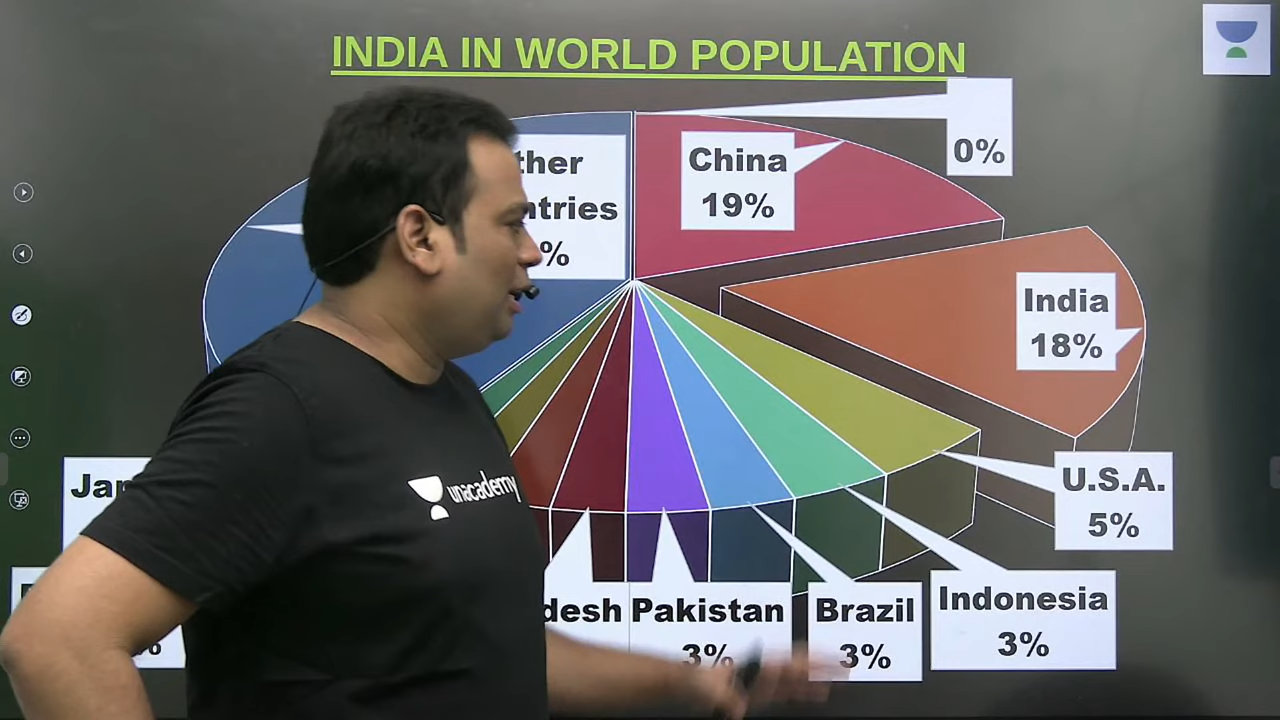 INDIA IN WORLD POPULATION
0%
China
19%
%
India
18%
U.S.A.
5%
Indonesia
3%
Brazil
3%
Pakistan
3%
unacademy